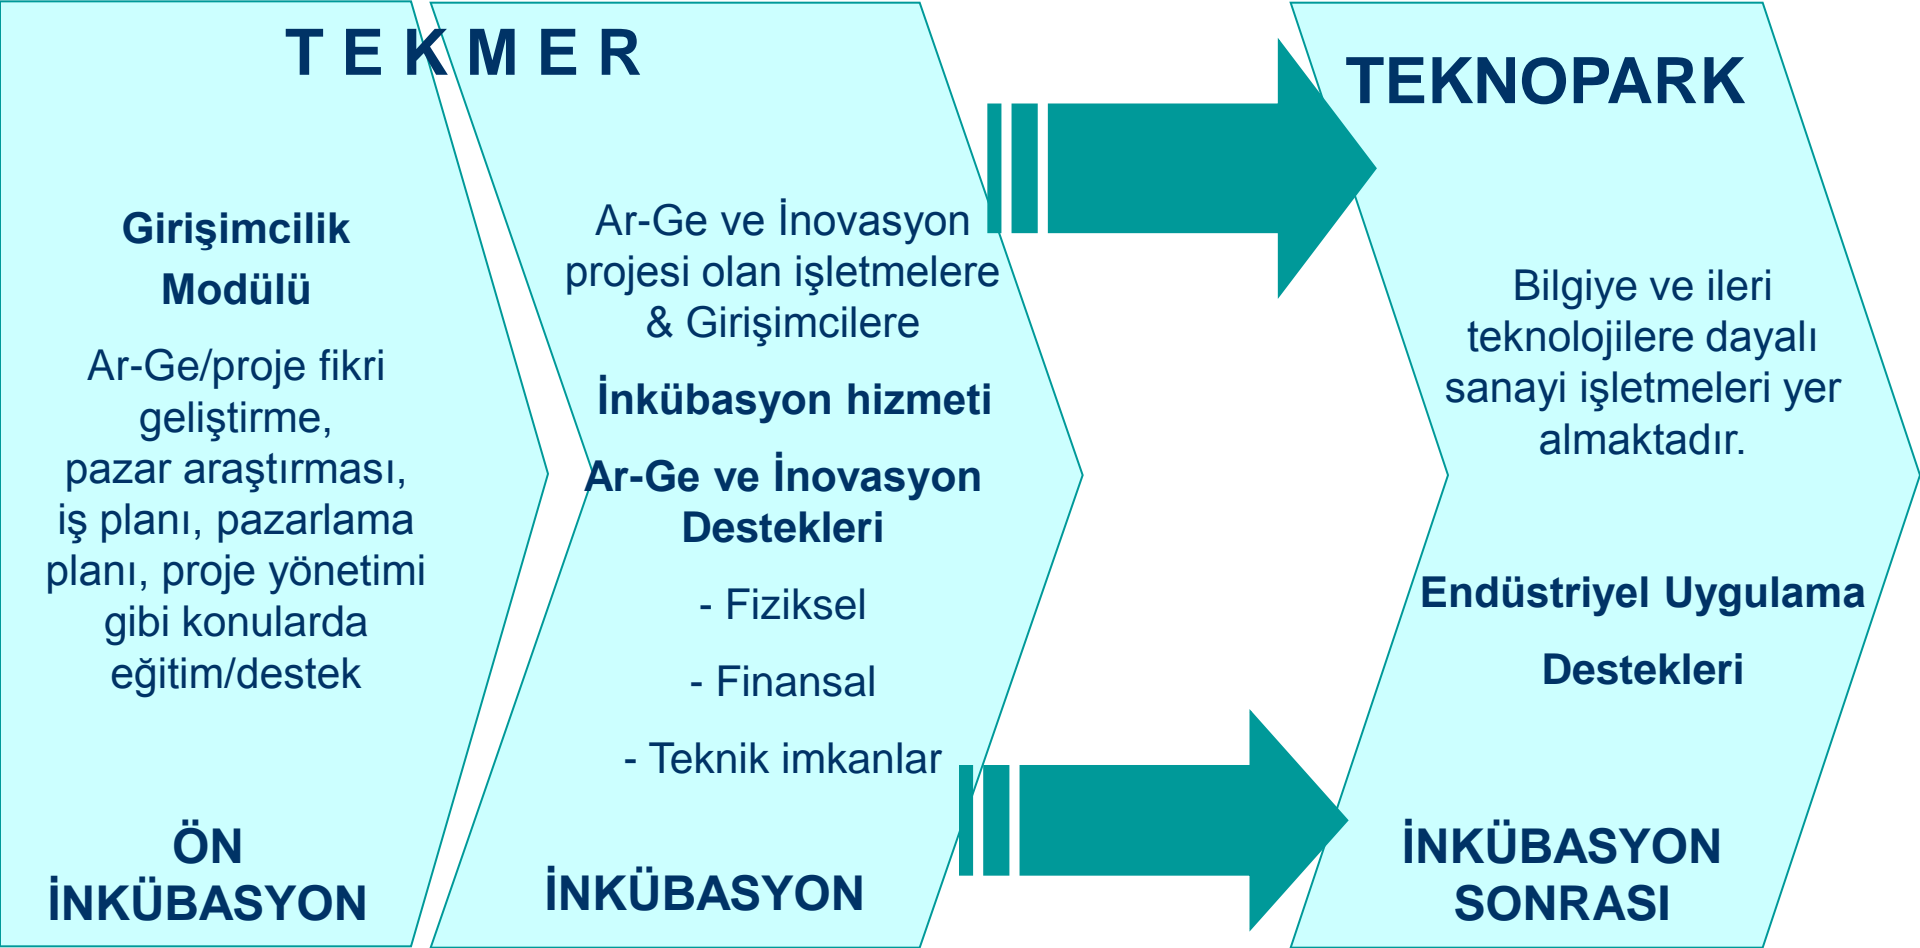 T E K M E R
Girişimcilik
Modülü
Ar-Ge/proje fikri
geliştirme,
pazar araştırması,
iş planı, pazarlama
planı, proje yönetimi
gibi konularda
eğitim/destek
ÖN
İNKÜBASYON
Ar-Ge ve İnovasyon
projesi olan işletmelere
& Girişimcilere
İnkübasyon hizmeti
Ar-Ge ve İnovasyon
Destekleri
- Fiziksel
- Finansal
- Teknik imkanlar
İNKÜBASYON
TEKNOPARK
Bilgiye ve ileri
teknolojilere dayalı
sanayi işletmeleri yer
almaktadır.
Endüstriyel Uygulama
Destekleri
İNKÜBASYON
SONRASI